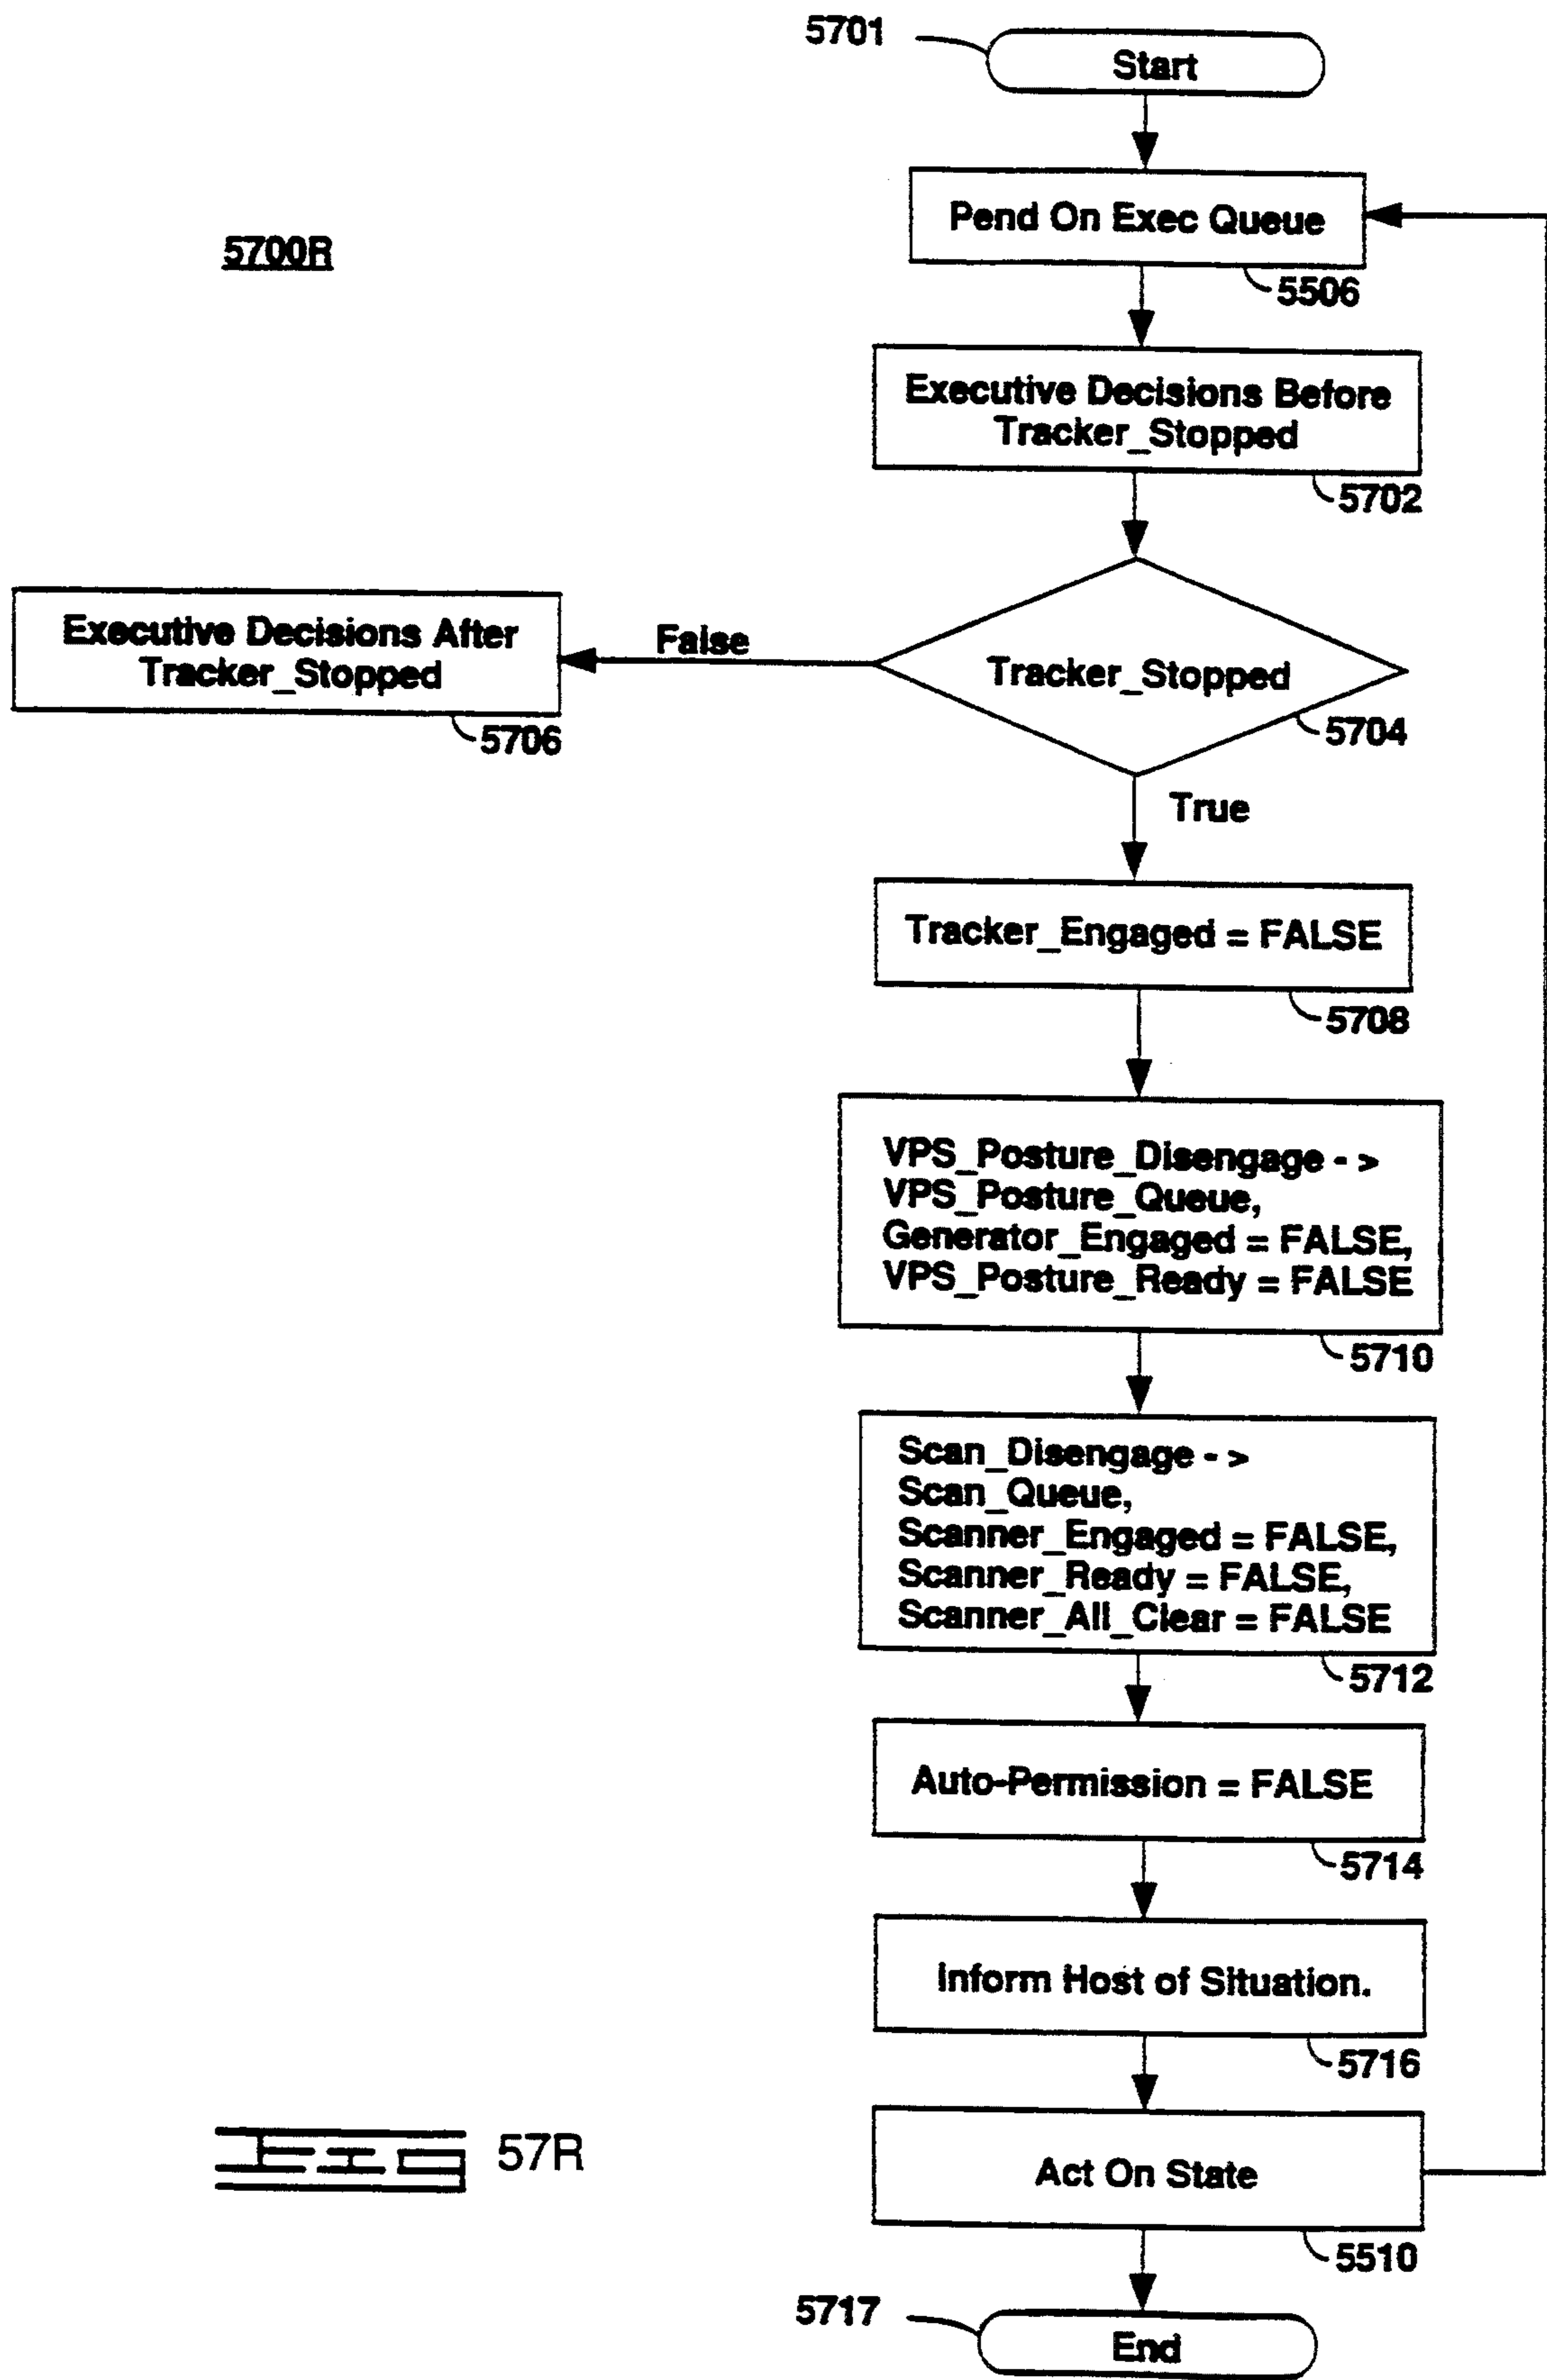 5701
Start
Pend On Exec Queue
5700R
5506
Executive Decisions Before
Tracker_Stopped
5702
Executive Decisions After
Tracker_Stopped
False
Tracker_Stopped
5706
5704
True
Tracker_Engaged = FALSE
5708
VPS_Posture_Disengage - >
VPS_Posture_Queue,
Generator_Engaged = FALSE,
VPS_Posture_Ready = FALSE
5710
Scan_Disengage - >
Scan_Queue,
Scanner_Engaged = FALSE,
Scanner_Ready = FALSE,
Scanner_All_Clear = FALSE
5712
Auto-Permission = FALSE
5714
Inform Host of Situation.
5716
FIG 57R
Act On State
5510
5717
End